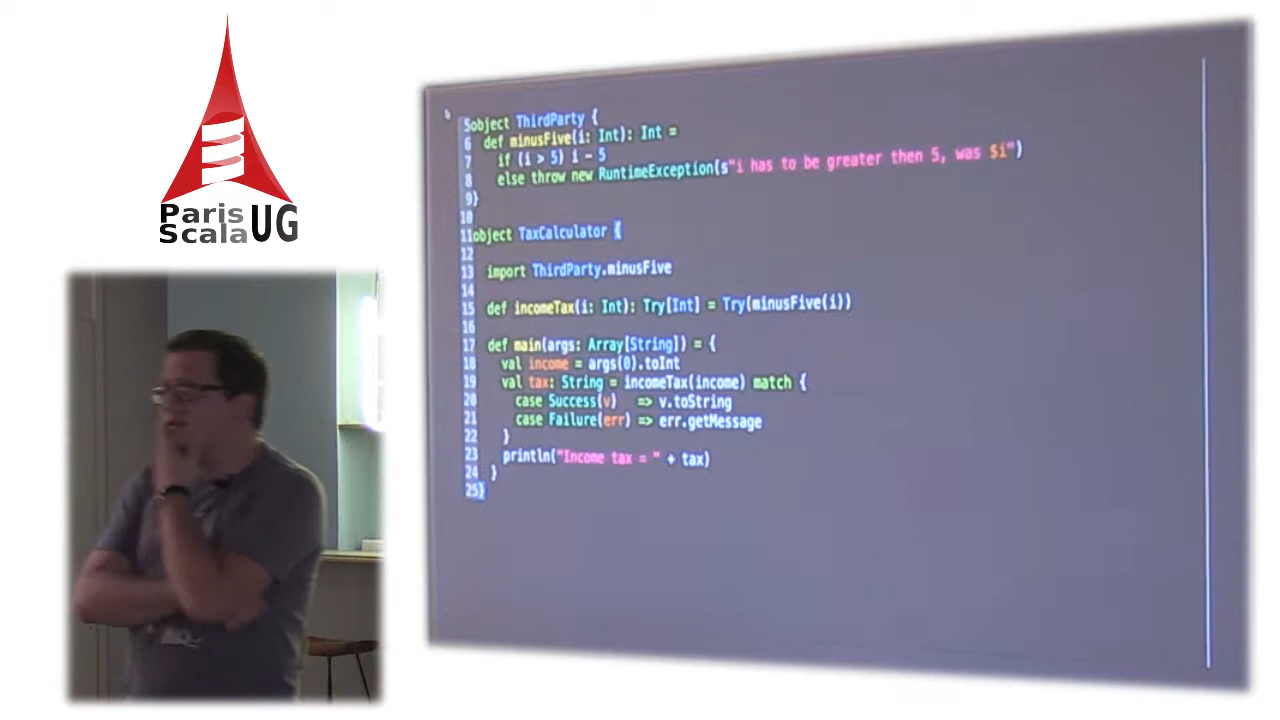 Paris
Scala UG
5object ThirdParty {
6 def minusFive(i: Int): Int =
7 if (i > 5) i - 5
8 else throw new RuntimeException(s"i has to be greater then 5, was $i")
9}
10
11object TaxCalculator {
12
13 import ThirdParty.minusFive
14
15 def incomeTax(i: Int): Try[Int] = Try(minusFive(i))
16
17 def main(args: Array[String]) = {
18 val income = args(0).toInt
19 val tax: String = incomeTax(income) match {
20 case Success(v) => v.toString
21 case Failure(err) => err.getMessage
22 }
23 println("Income tax = " + tax)
24 }
25}